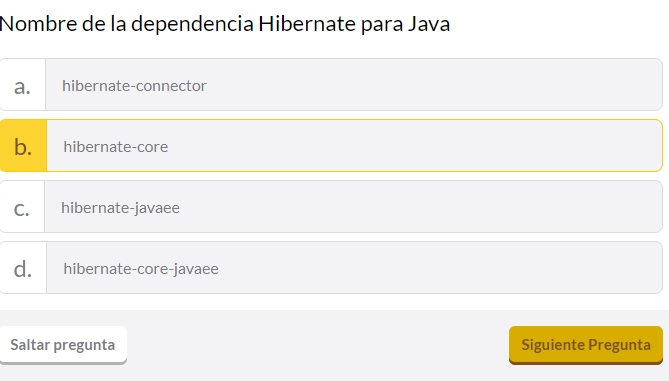 Nombre de la dependencia Hibernate para Java
a. hibernate-connector
b. hibernate-core
c. hibernate-javaee
d. hibernate-core-javaee
Saltar pregunta Siguiente Pregunta